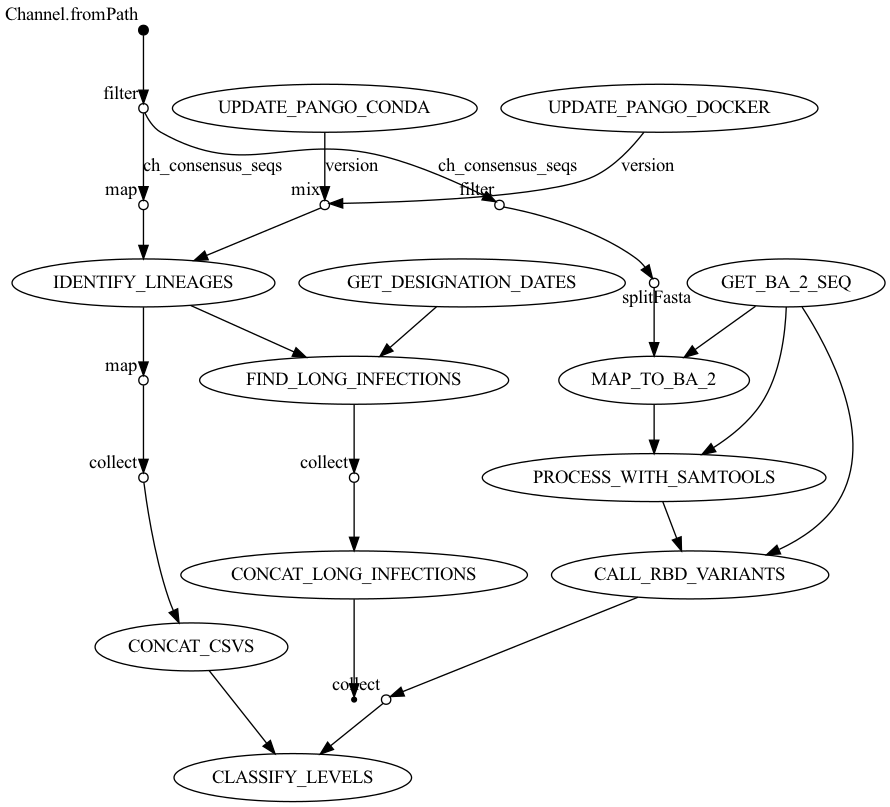 Channel.fromPath
filter
UPDATE_PANGO_CONDA
UPDATE_PANGO_DOCKER
ch_consensus_seqs
version
ch_consensus_seqs
version
map
mix
filter
IDENTIFY_LINEAGES
GET_DESIGNATION_DATES
GET_BA_2_SEQ
splitFasta
map
FIND_LONG_INFECTIONS
MAP_TO_BA_2
collect
collect
PROCESS_WITH_SAMTOOLS
CONCAT_LONG_INFECTIONS
CALL_RBD_VARIANTS
CONCAT_CSVS
collect
CLASSIFY_LEVELS